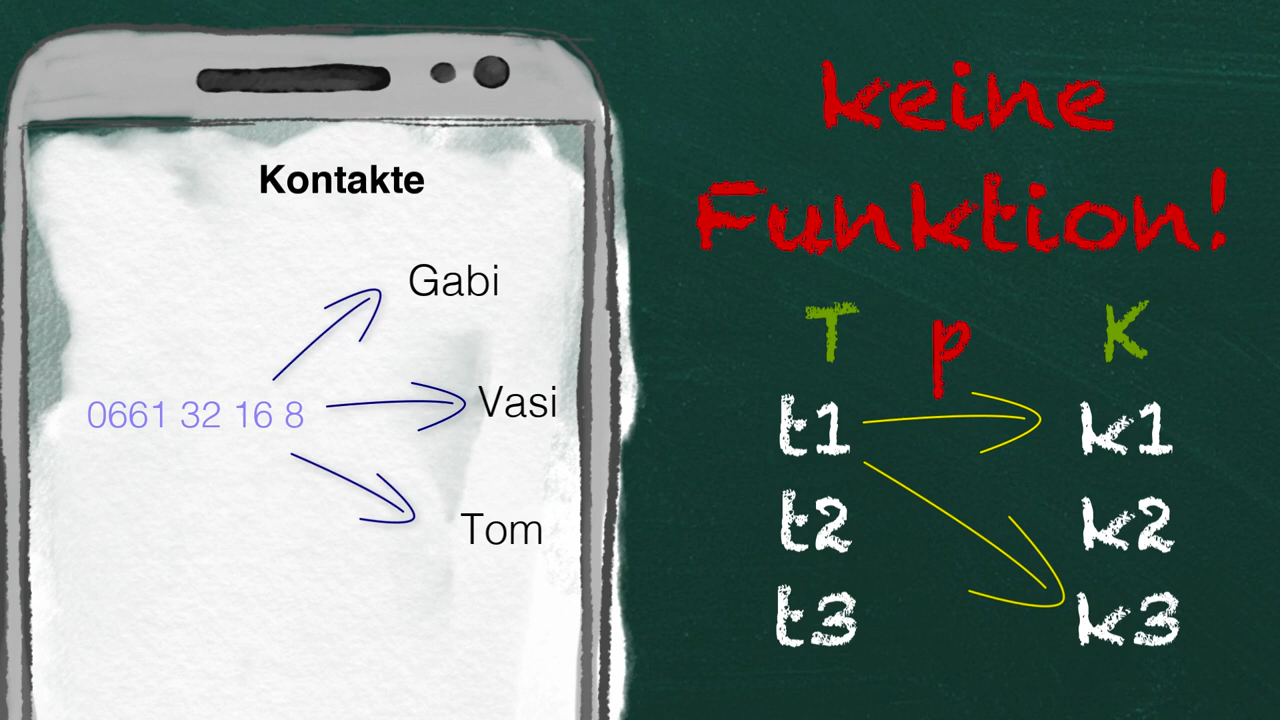 Kontakte
Gabi
0661 32 16 8
Vasi
Tom
keine
Funktion!
T p K
t1 k1
t2 k2
t3 k3